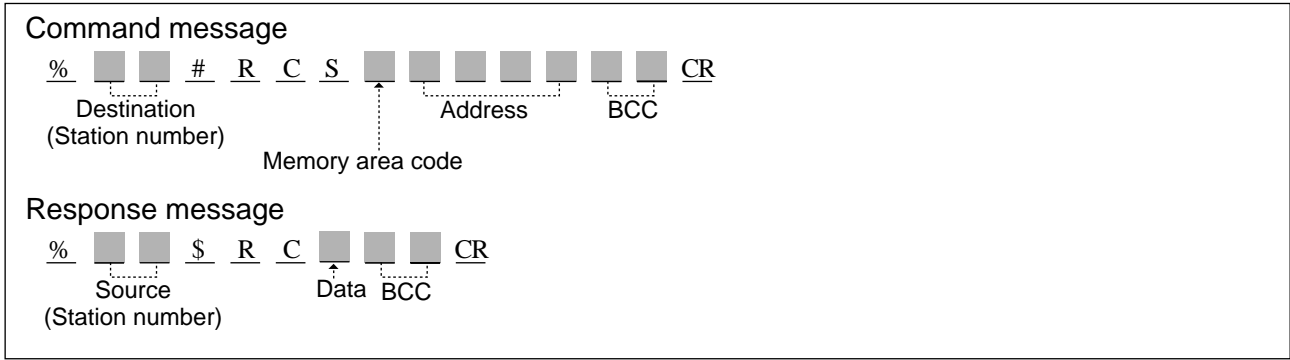 Command message
% # R C S CR
Destination Address BCC
(Station number)
Memory area code
Response message
% $ R C CR
Source Data BCC
(Station number)